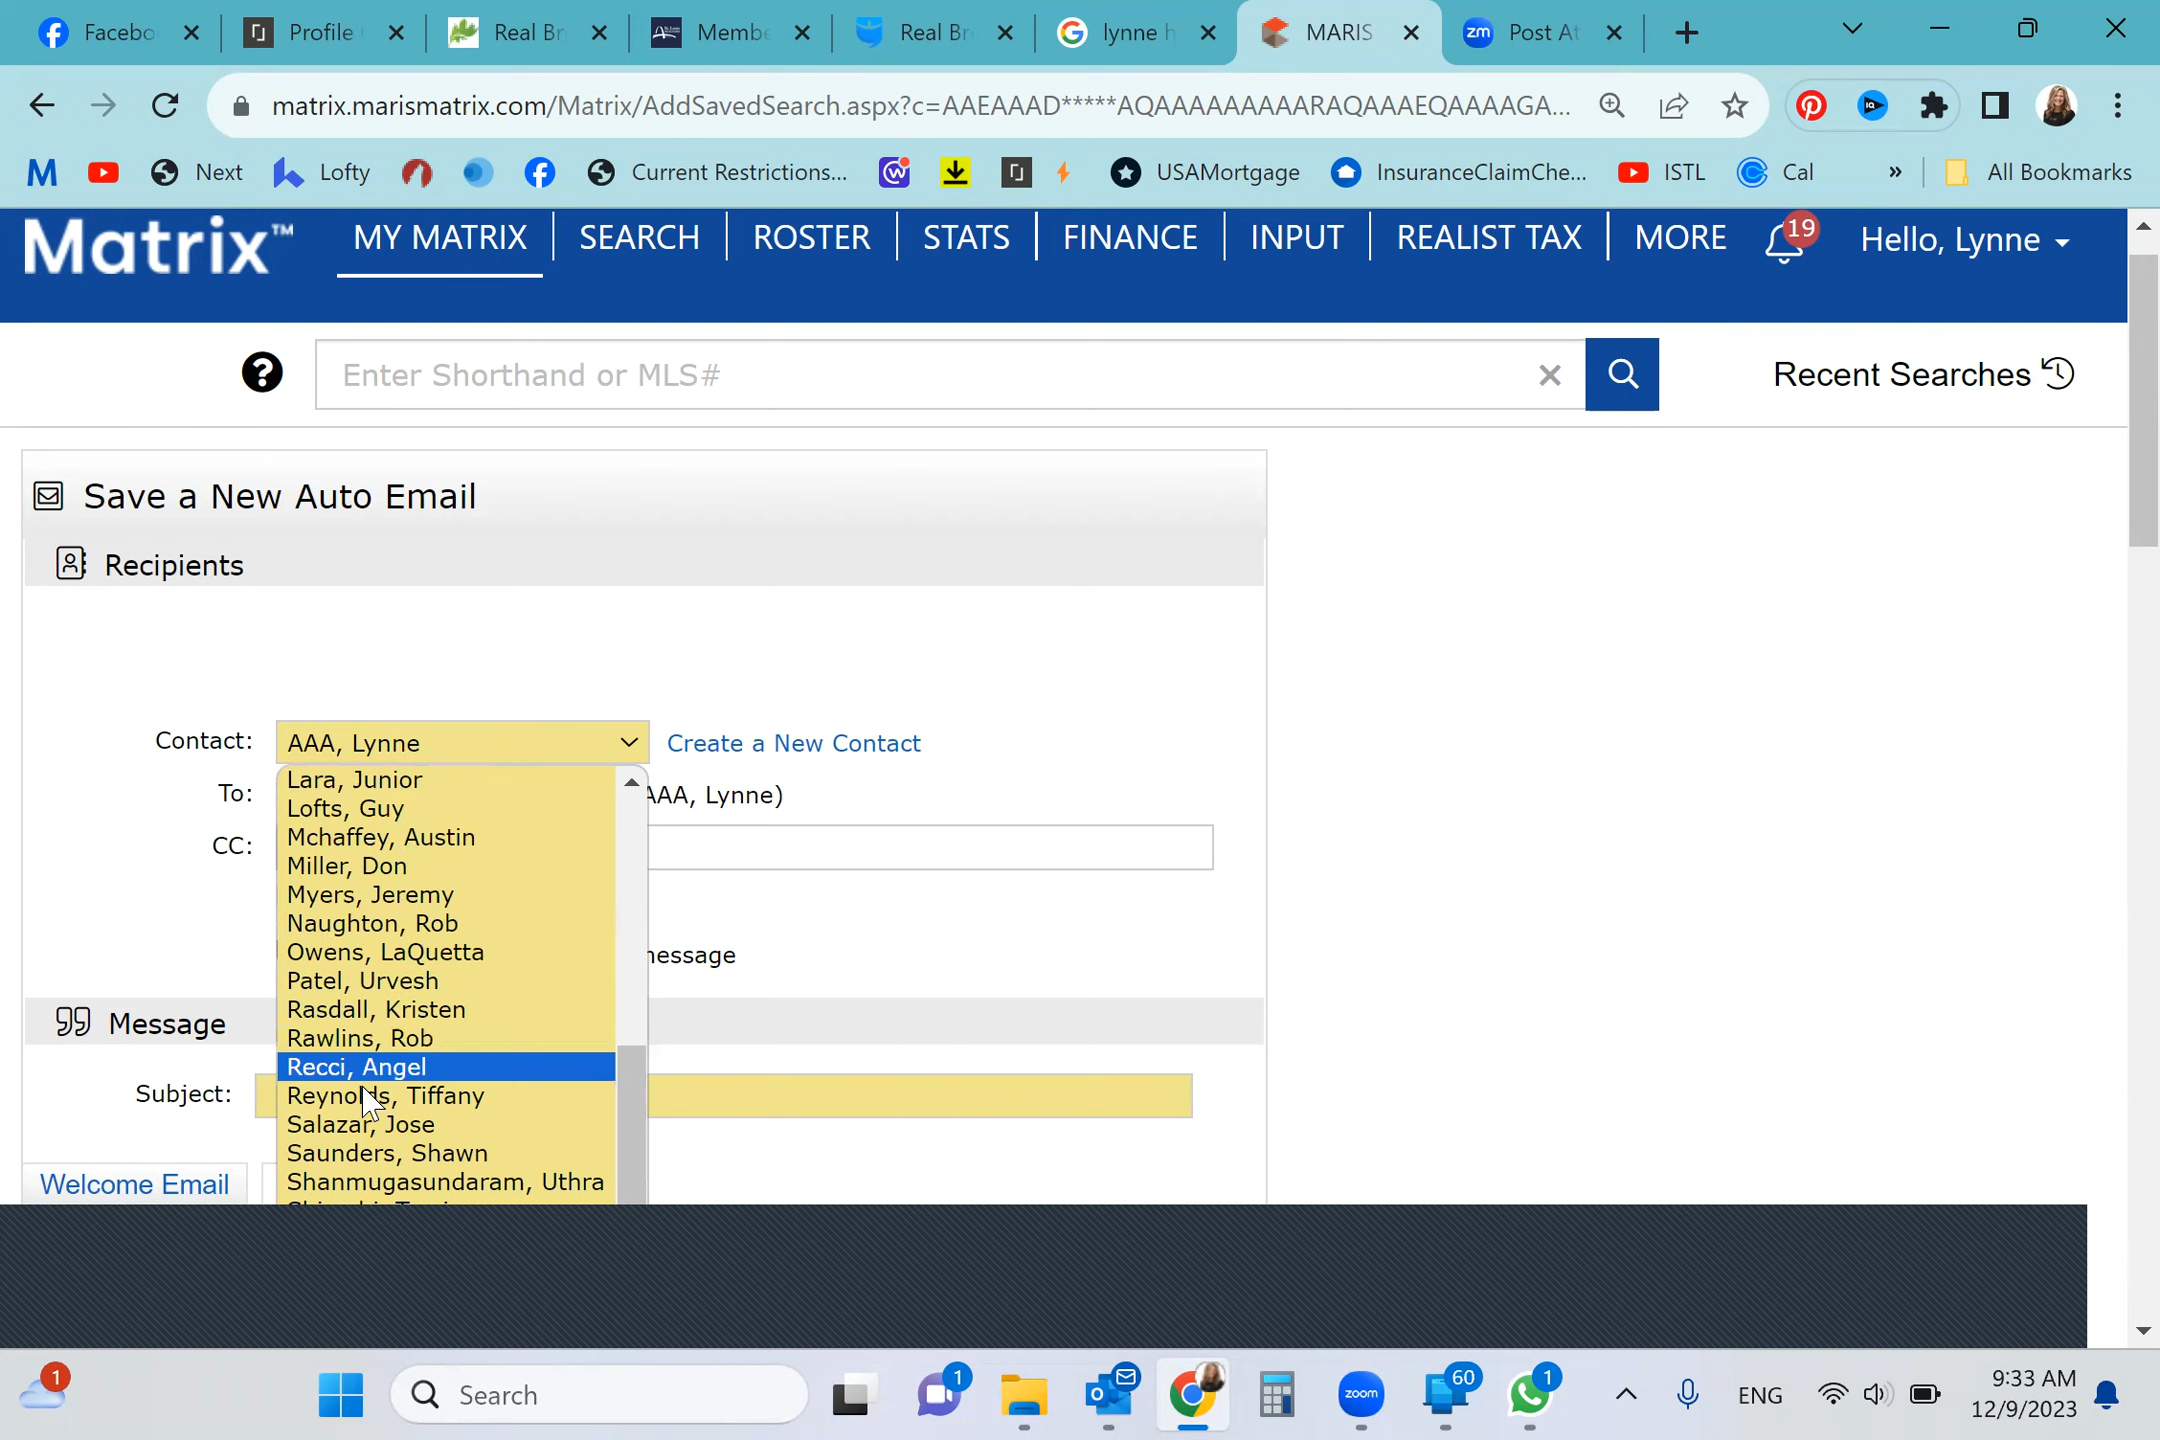 Facebo
Profile
Real Br
Membe
Real Br
lynne h
MARIS
zm Post At
matrix.marismatrix.com/Matrix/AddSavedSearch.aspx?c=AAEAAAD*****AQAAAAAAAAARAQAAAEQAAAAGA...
Next
Lofty
Current Restrictions...
USAMortgage
InsuranceClaimChe...
ISTL
Cal
»
All Bookmarks
Matrix™
MY MATRIX
SEARCH
ROSTER
STATS
FINANCE
INPUT
REALIST TAX
MORE
19
Hello, Lynne
Enter Shorthand or MLS#
Recent Searches
Save a New Auto Email
Recipients
Contact: AAA, Lynne Create a New Contact
Lara, Junior
To: AAA, Lynne)
Lofts, Guy
Mchaffey, Austin
CC:
Miller, Don
Myers, Jeremy
Naughton, Rob
Owens, LaQuetta
message
Patel, Urvesh
Rasdall, Kristen
Message
Rawlins, Rob
Recci, Angel
Subject: Reynolds, Tiffany
Salazar, Jose
Saunders, Shawn
Welcome Email Shanmugasundaram, Uthra
1
Search
1
zoom
60
1
ENG
9:33 AM
12/9/2023